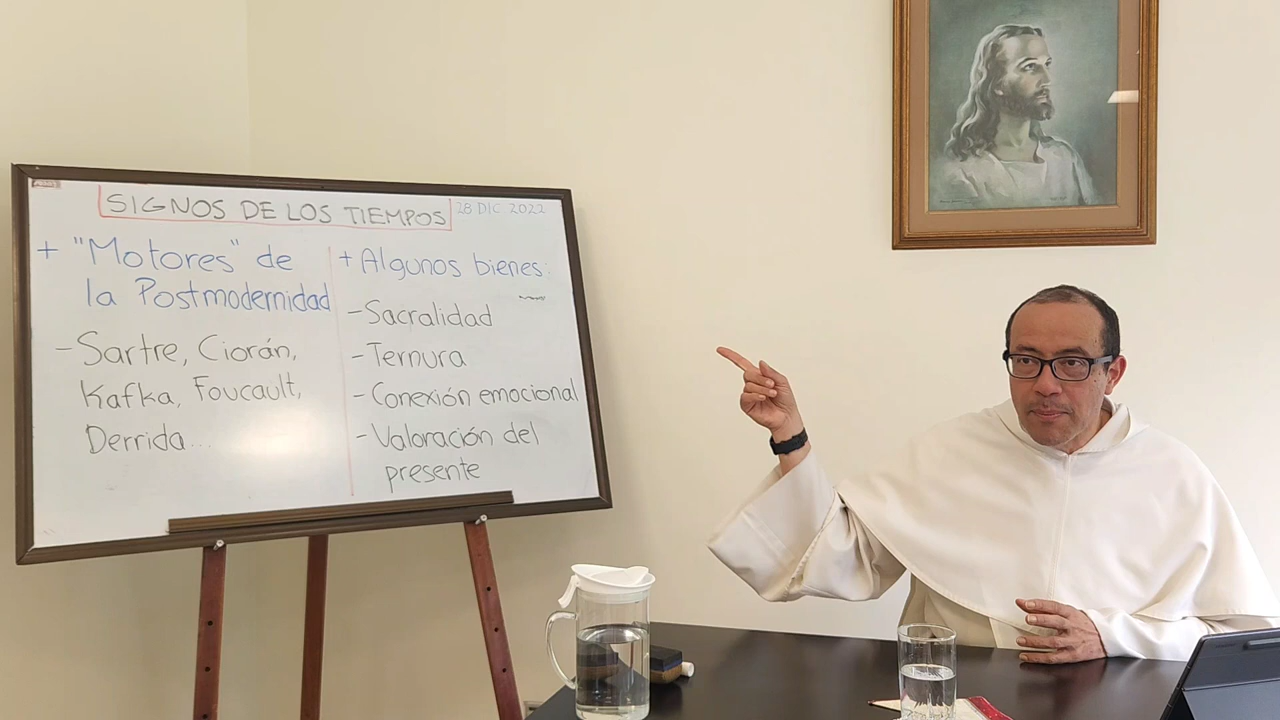 SIGNOS DE LOS TIEMPOS
28 DIC. 2022
+ "Motores" de
la Postmodernidad
- Sartre, Ciorán,
Kafka, Foucault,
Derrida...
+ Algunos bienes:
- Sacralidad
- Ternura
- Conexión emocional
- Valoración del
presente